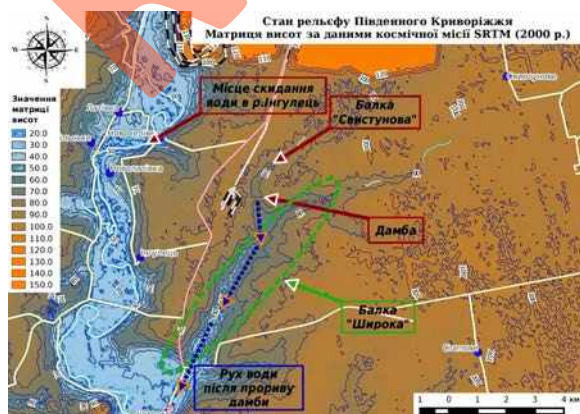 Стан рельєфу Південного Криворіжжя
Матриця висот за даними космічної місії SRTM (2000 р.)
Значення
матриці
висот
20.0
30.0
40.0
50.0
60.0
70.0
80.0
90.0
100.0
110.0
120.0
130.0
140.0
150.0
Місце скидання
води в р.Інгулець
Балка
"Свистунова"
Дамба
Балка
"Широка"
Рух води
після прориву
дамби
Інгулець
1 0 1 2 3 4 км